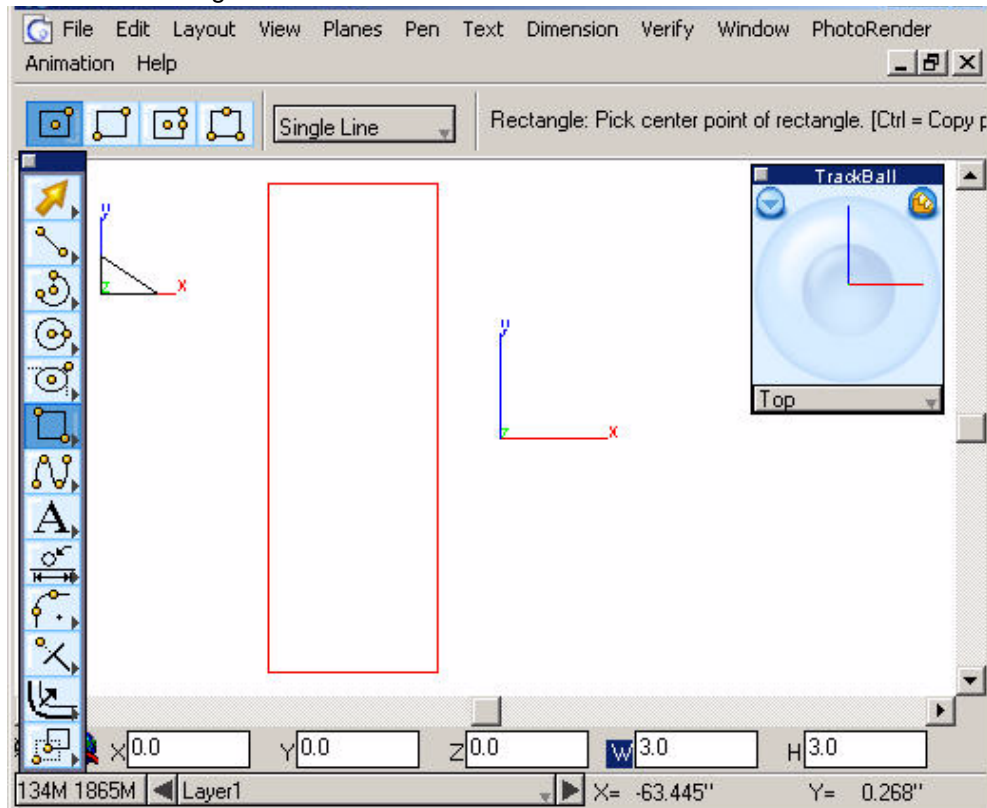 File Edit Layout View Planes Pen Text Dimension Verify Window PhotoRender
Animation Help
Single Line
Rectangle: Pick center point of rectangle. [Ctrl = Copy p
TrackBall
y
z
x
y
z
x
Top
A
X 0.0 Y 0.0 Z 0.0 W 3.0 H 3.0
134M 1865M Layer1 X= -63.445" Y= 0.268"